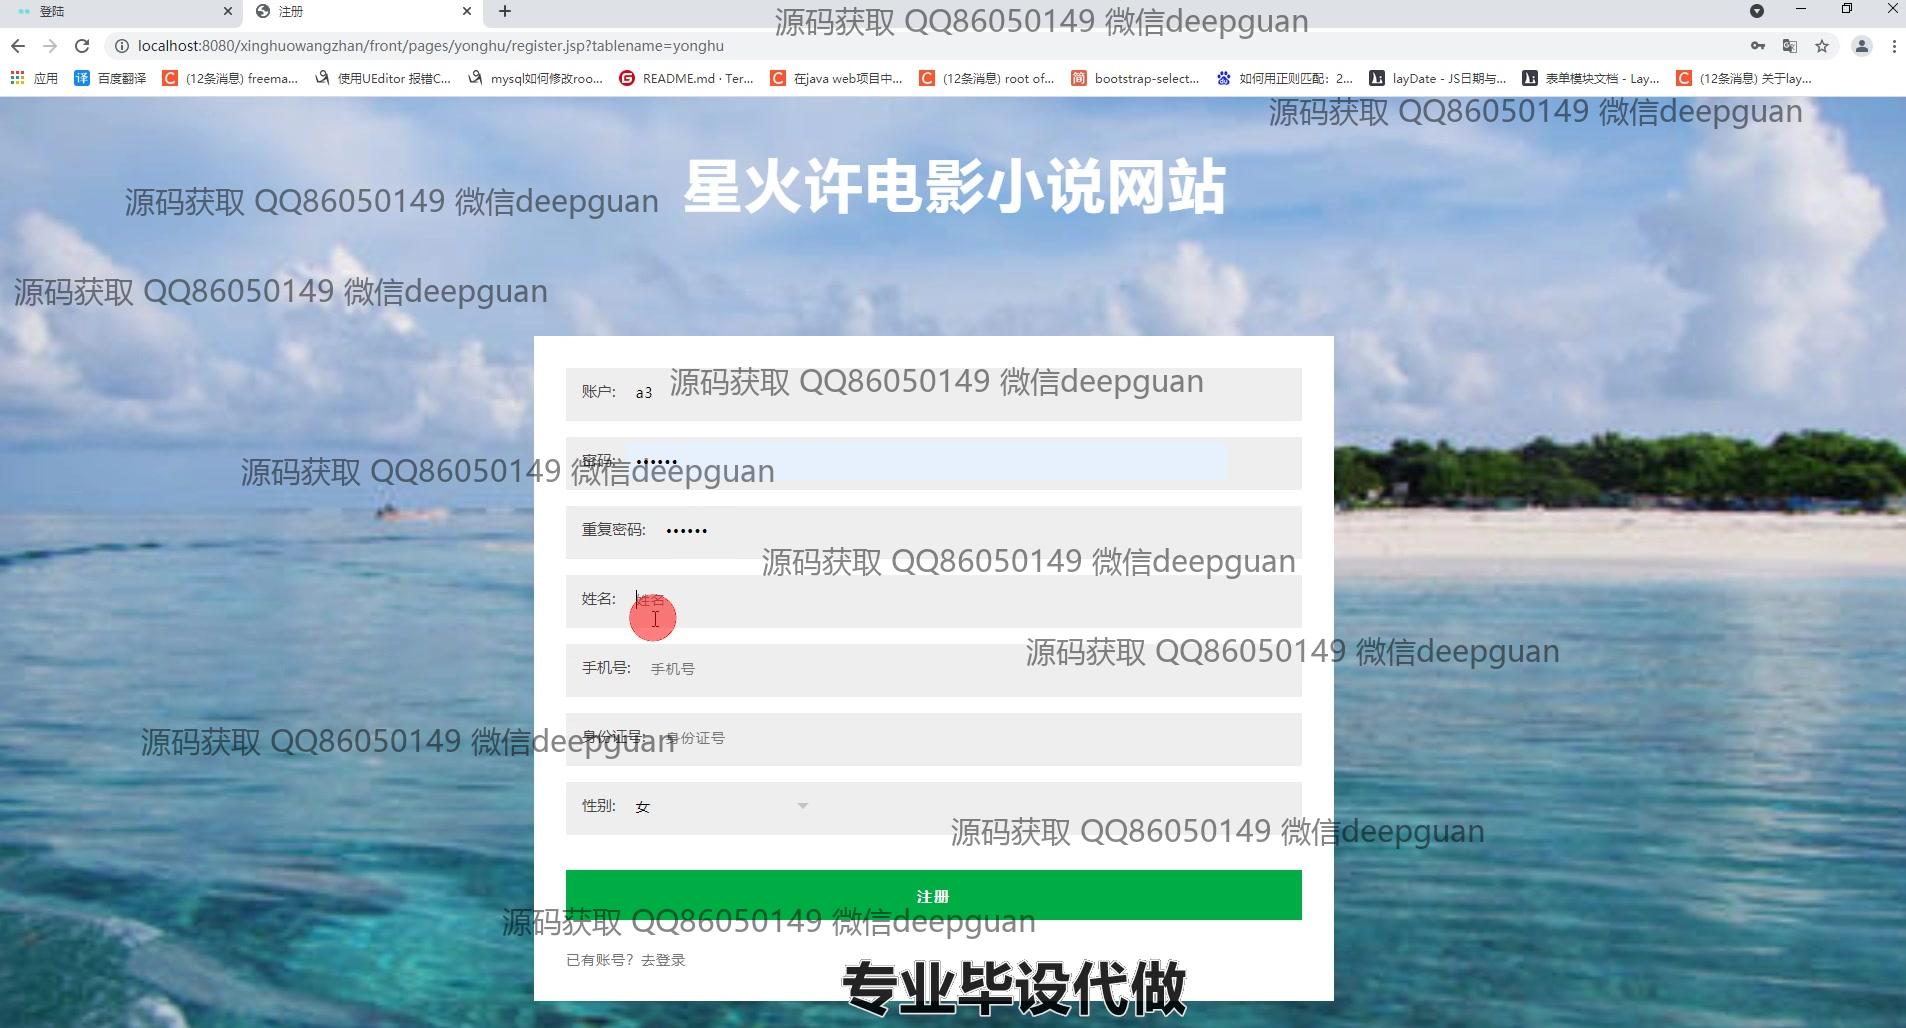 登陆
注册
源码获取 QQ86050149 微信deepguan
localhost:8080/xinghuowangzhan/front/pages/yonghu/register.jsp?tablename=yonghu
应用
百度翻译
(12条消息) freema...
使用UEditor 报错C...
mysql如何修改roo...
README.md · Ter...
在java web项目中...
(12条消息) root of...
bootstrap-select...
如何用正则匹配：2...
layDate - JS日期与...
表单模块文档 - Lay...
(12条消息) 关于lay...
源码获取 QQ86050149 微信deepguan
星火许电影小说网站
源码获取 QQ86050149 微信deepguan
源码获取 QQ86050149 微信deepguan
账户: a3
源码获取 QQ86050149 微信deepguan
密码:
源码获取 QQ86050149 微信deepguan
重复密码:
源码获取 QQ86050149 微信deepguan
姓名: 姓名
源码获取 QQ86050149 微信deepguan
手机号: 手机号
身份证号: 身份证号
源码获取 QQ86050149 微信deepguan
性别: 女
源码获取 QQ86050149 微信deepguan
注册
源码获取 QQ86050149 微信deepguan
已有账号？去登录
专业毕设代做